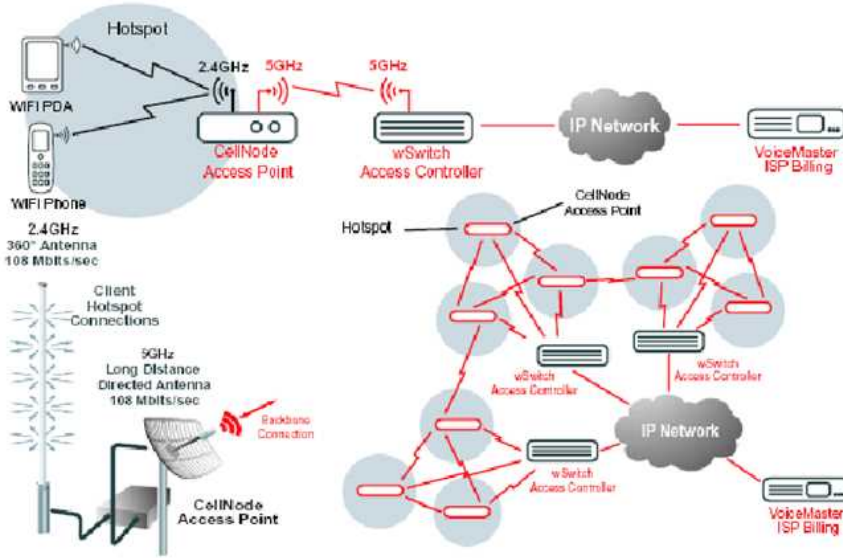 Hotspot
2.4GHz
5GHz
5GHz
WIFI PDA
IP Network
CellNode
Access Point
wSwitch
Access Controller
VoiceMaster
ISP Billing
WIFI Phone
2.4GHz
360° Antenna
108 Mbits/sec
Client
Hotspot
Connections
5GHz
Long Distance
Directed Antenna
108 Mbits/sec
Backbone
Connection
CellNode
Access Point
CellNode
Access Point
Hotspot
wSwitch
Access Controller
wSwitch
Access Controller
IP Network
wSwitch
Access Controller
VoiceMaster
ISP Billing